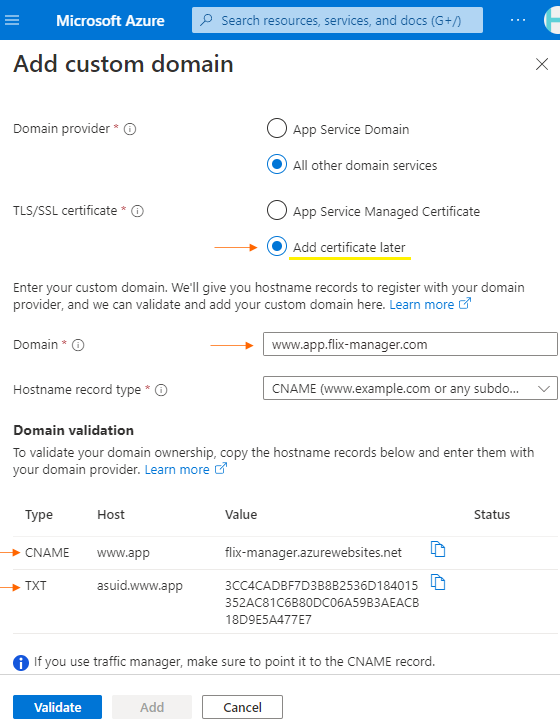 Microsoft Azure
Search resources, services, and docs (G+/)
Add custom domain
Domain provider *
App Service Domain
All other domain services
TLS/SSL certificate *
App Service Managed Certificate
Add certificate later
Enter your custom domain. We'll give you hostname records to register with your domain
provider, and we can validate and add your custom domain here. Learn more
Domain *
www.app.flix-manager.com
Hostname record type *
CNAME (www.example.com or any subdo...
Domain validation
To validate your domain ownership, copy the hostname records below and enter them with
your domain provider. Learn more
Type Host Value Status
CNAME www.app flix-manager.azurewebsites.net
TXT asuid.www.app 3CC4CADBF7D3B8B2536D184015
352AC81C6B80DC06A59B3AEACB
18D9E5A477E7
If you use traffic manager, make sure to point it to the CNAME record.
Validate Add Cancel